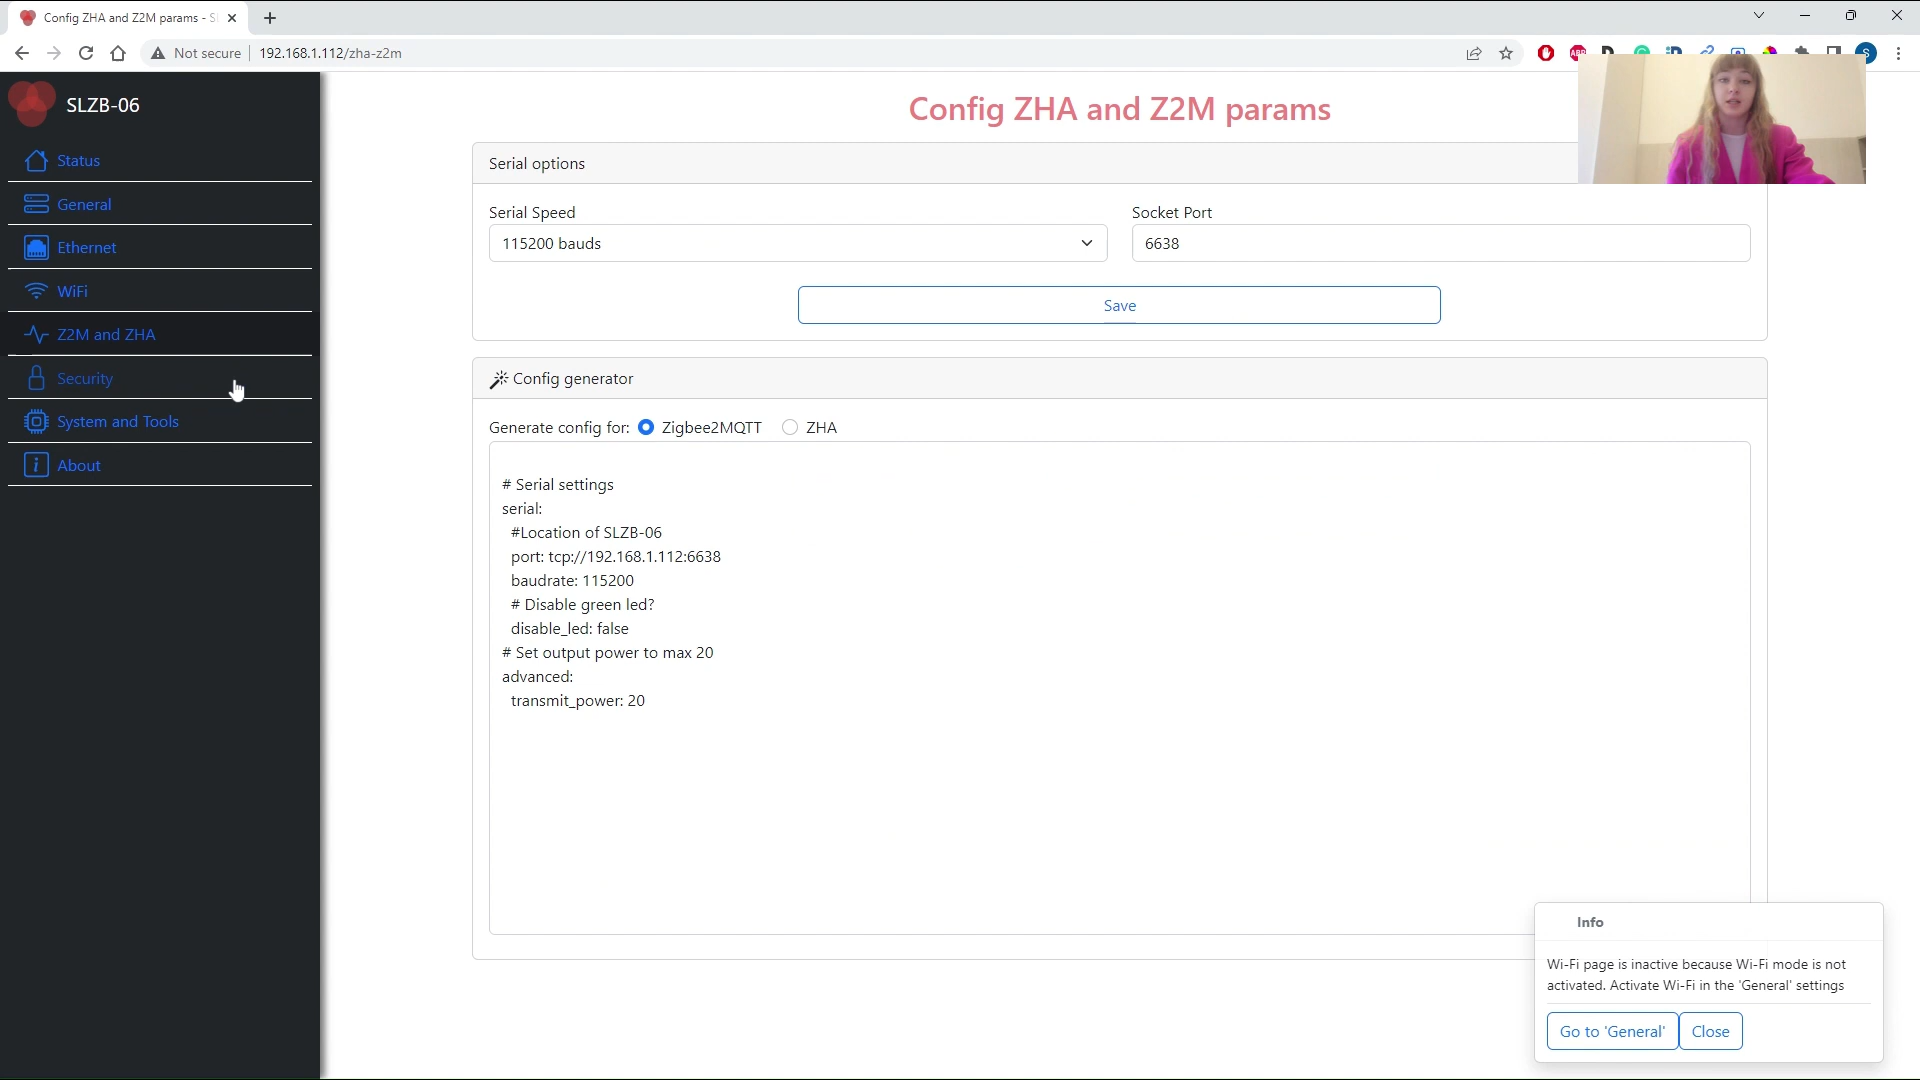 Config ZHA and Z2M params - S
Not secure
192.168.1.112/zha-z2m
ABP
S
SLZB-06
Status
General
Ethernet
WiFi
Z2M and ZHA
Security
System and Tools
About
Config ZHA and Z2M params
Serial options
Serial Speed
Socket Port
115200 bauds
6638
Save
Config generator
Generate config for:
Zigbee2MQTT
ZHA
# Serial settings
serial:
#Location of SLZB-06
port: tcp://192.168.1.112:6638
baudrate: 115200
# Disable green led?
disable_led: false
# Set output power to max 20
advanced:
transmit_power: 20
Info
Wi-Fi page is inactive because Wi-Fi mode is not
activated. Activate Wi-Fi in the 'General' settings
Go to 'General'
Close